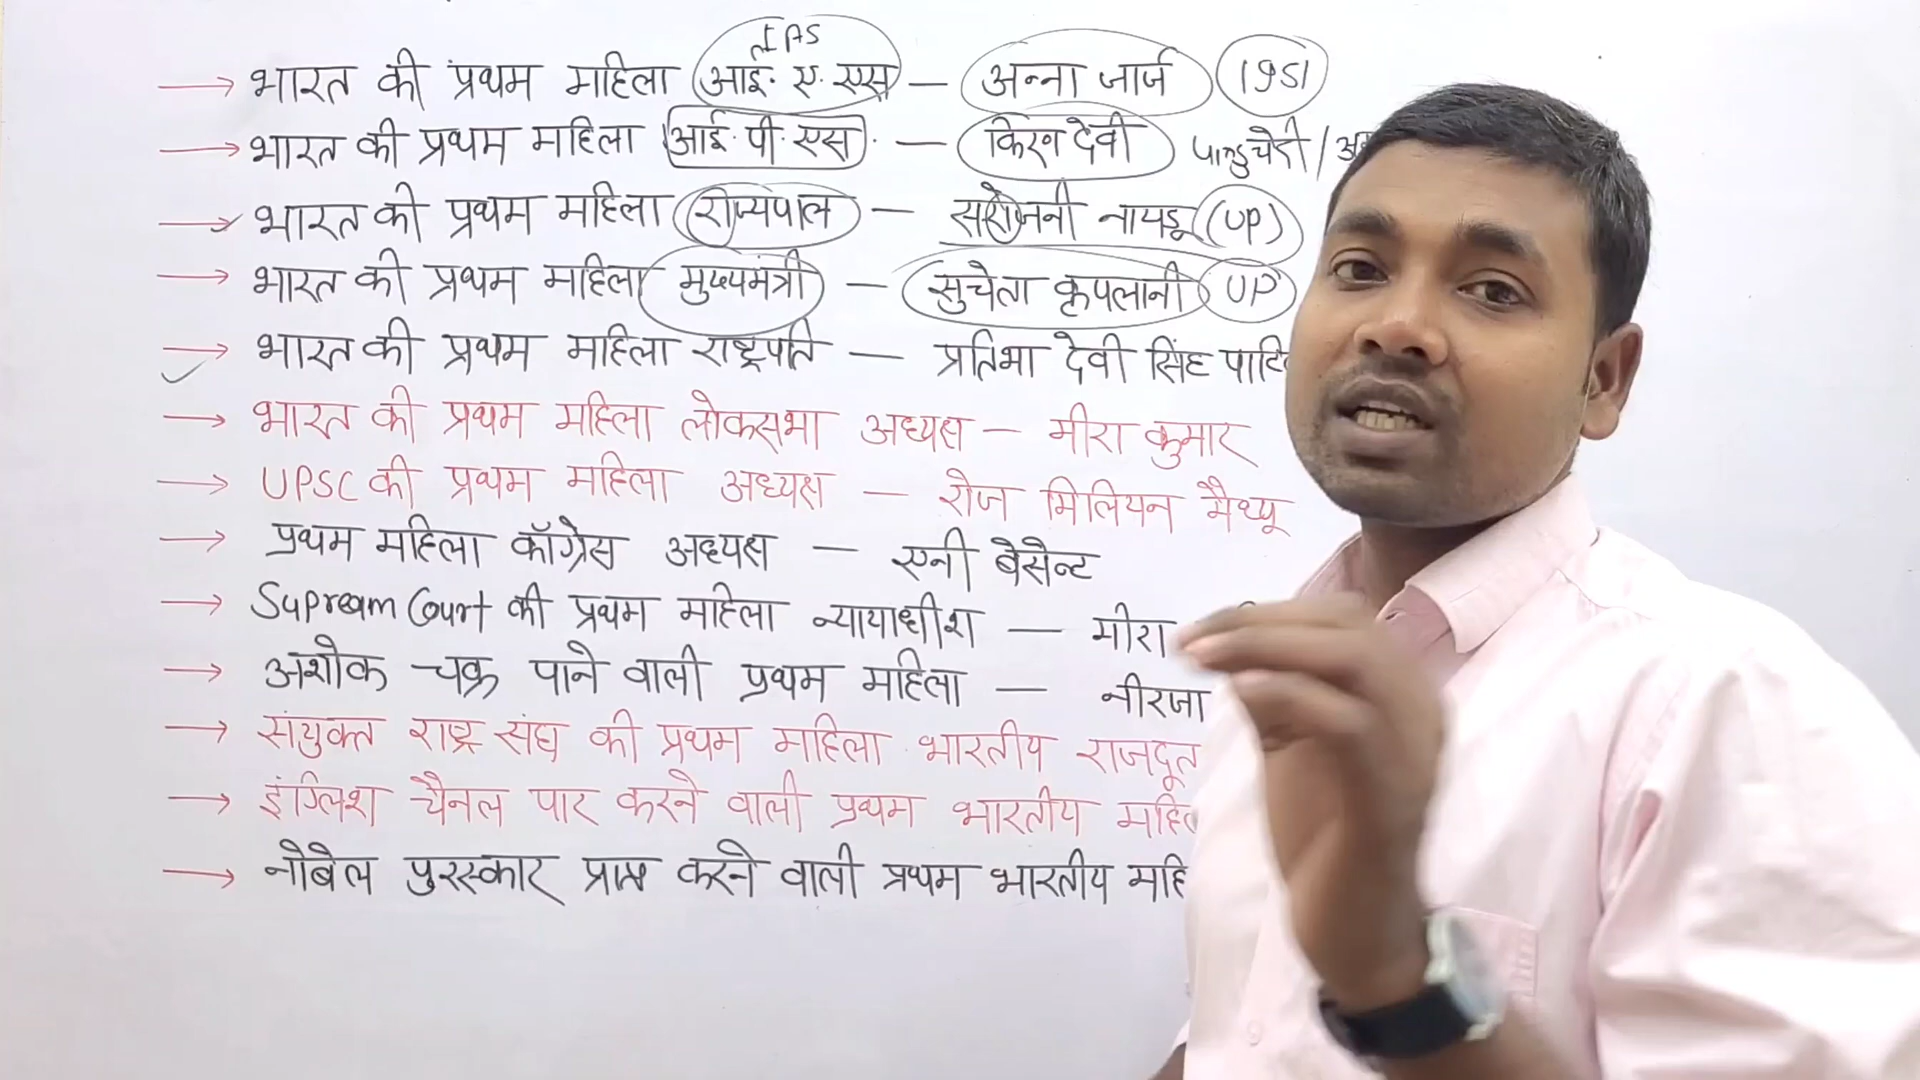 IAS
→ भारत की प्रथम महिला आई. ए. एस — अन्ना जार्ज 1951
→ भारत की प्रथम महिला आई. पी. एस. — किरण देवी पाण्डुचेरी /
→ भारत की प्रथम महिला राज्यपाल — सरोजनी नायडू (UP)
→ भारत की प्रथम महिला मुख्यमंत्री — सुचेता कृपलानी UP
→ भारत की प्रथम महिला राष्ट्रपति — प्रतिभा देवी सिंह
→ भारत की प्रथम महिला लोकसभा अध्यक्ष — मीरा कुमार
→ UPSC की प्रथम महिला अध्यक्ष — रोज मिलियन मैथ्यू
→ प्रथम महिला कॉग्रेस अध्यक्ष — एनी बेसेन्ट
→ Supream Court की प्रथम महिला न्यायाधीश — मीरा
→ अशोक चक्र पाने वाली प्रथम महिला — नीरजा
→ संयुक्त राष्ट्र संघ की प्रथम महिला भारतीय राजदूत
→ इंग्लिश चैनल पार करने वाली प्रथम भारतीय
→ नोबेल पुरस्कार प्राप्त करने वाली प्रथम भारतीय